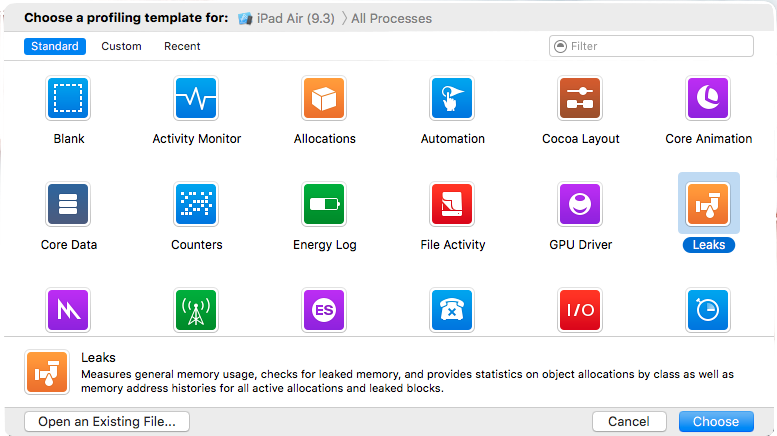 Choose a profiling template for: iPad Air (9.3) 〉All Processes
Standard Custom Recent Filter
Blank Activity Monitor Allocations Automation Cocoa Layout Core Animation
Core Data Counters Energy Log File Activity GPU Driver Leaks
ES I/O
Leaks
Measures general memory usage, checks for leaked memory, and provides statistics on object allocations by class as well as
memory address histories for all active allocations and leaked blocks.
Open an Existing File... Cancel Choose